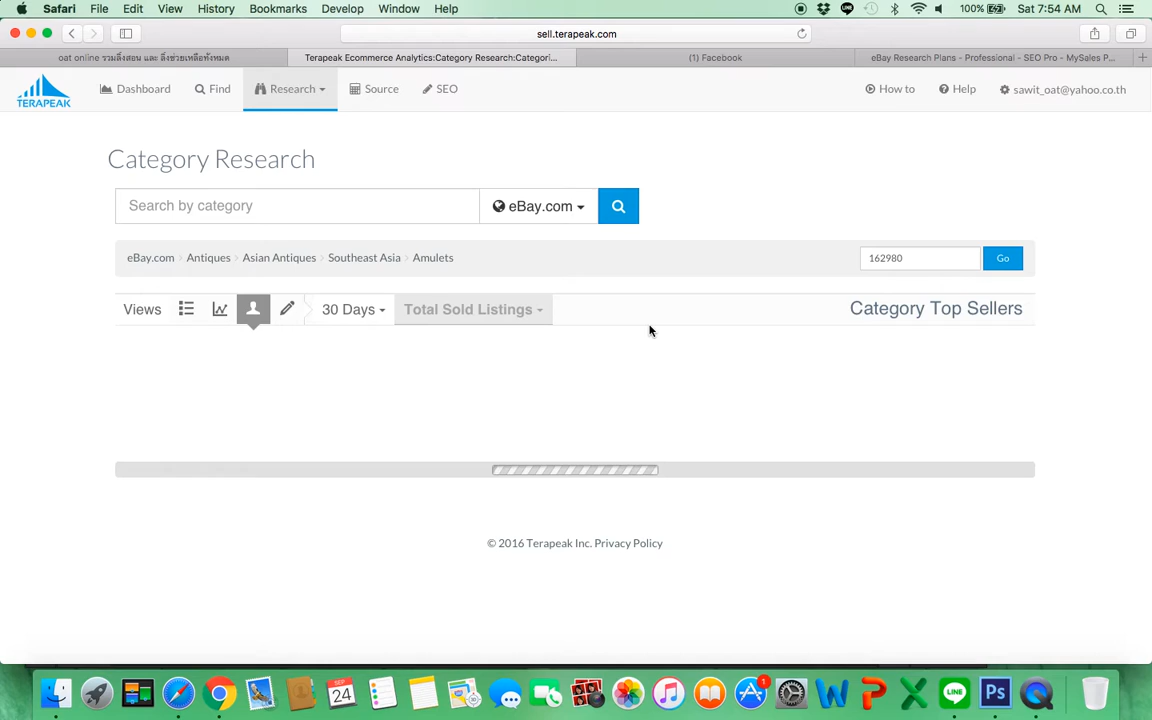 Safari File Edit View History Bookmarks Develop Window Help 100% Sat 7:54 AM
sell.terapeak.com
oat online รวมสิ่งสอน และ สิ่งช่วยเหลือทั้งหมด Terapeak Ecommerce Analytics:Category Research:Categori... (1) Facebook eBay Research Plans - Professional - SEO Pro - MySales P...
TERAPEAK Dashboard Find Research Source SEO How to Help sawit_oat@yahoo.co.th
Category Research
Search by category eBay.com
eBay.com Antiques Asian Antiques Southeast Asia Amulets 162980 Go
Views 30 Days Total Sold Listings Category Top Sellers
© 2016 Terapeak Inc. Privacy Policy
SEP
24
1